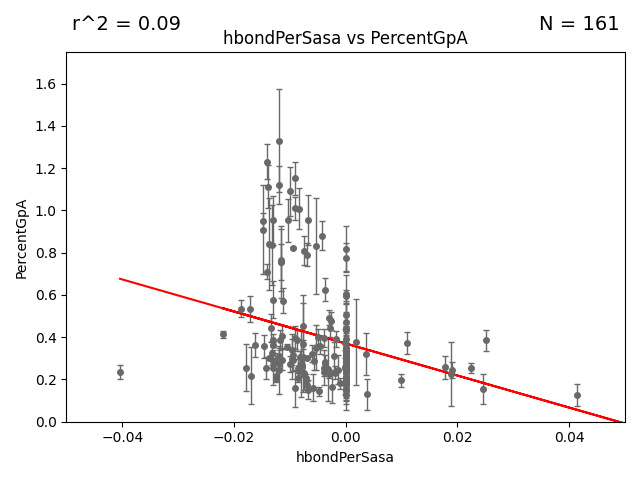 r^2 = 0.09
N = 161
hbondPerSasa vs PercentGpA
PercentGpA
1.6
1.4
1.2
1.0
0.8
0.6
0.4
0.2
0.0
−0.04
−0.02
0.00
0.02
0.04
hbondPerSasa